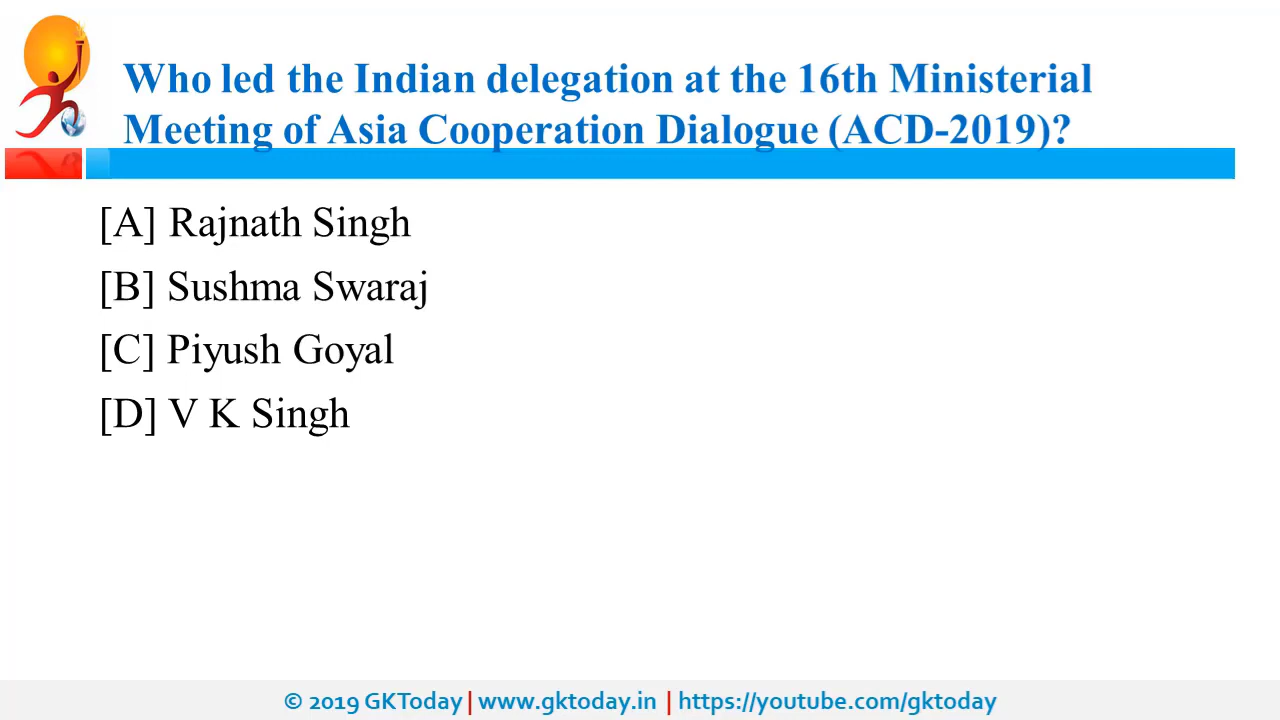 Who led the Indian delegation at the 16th Ministerial
Meeting of Asia Cooperation Dialogue (ACD-2019)?
[A] Rajnath Singh
[B] Sushma Swaraj
[C] Piyush Goyal
[D] V K Singh
© 2019 GKToday | www.gktoday.in | https://youtube.com/gktoday